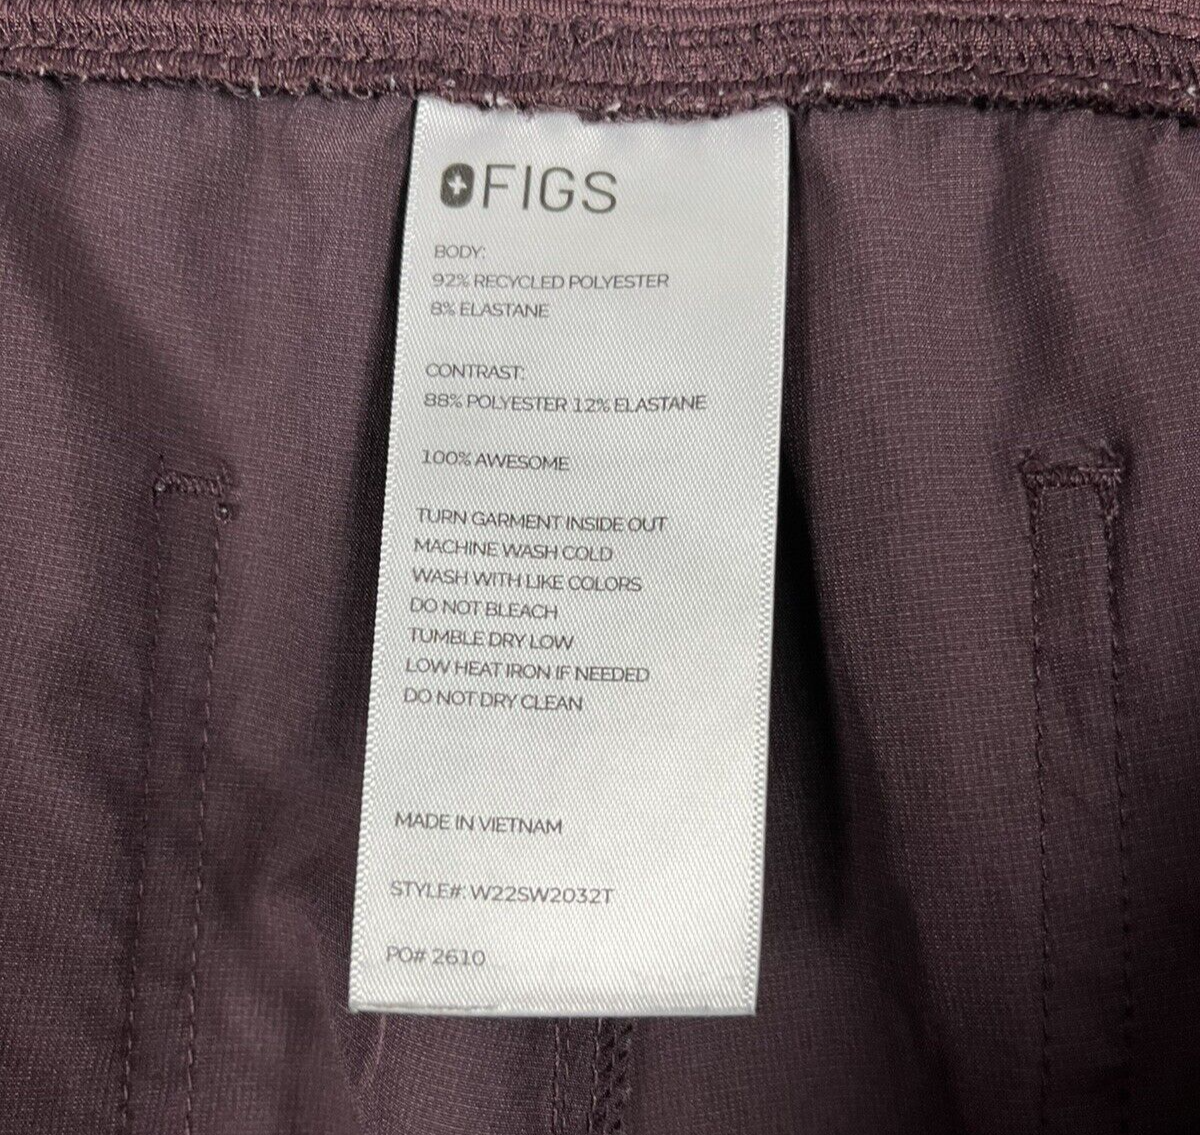 FIGS
BODY:
92% RECYCLED POLYESTER
8% ELASTANE
CONTRAST:
88% POLYESTER 12% ELASTANE
100% AWESOME
TURN GARMENT INSIDE OUT
MACHINE WASH COLD
WASH WITH LIKE COLORS
DO NOT BLEACH
TUMBLE DRY LOW
LOW HEAT IRON IF NEEDED
DO NOT DRY CLEAN
MADE IN VIETNAM
STYLE#: W22SW2032T
PO# 2610